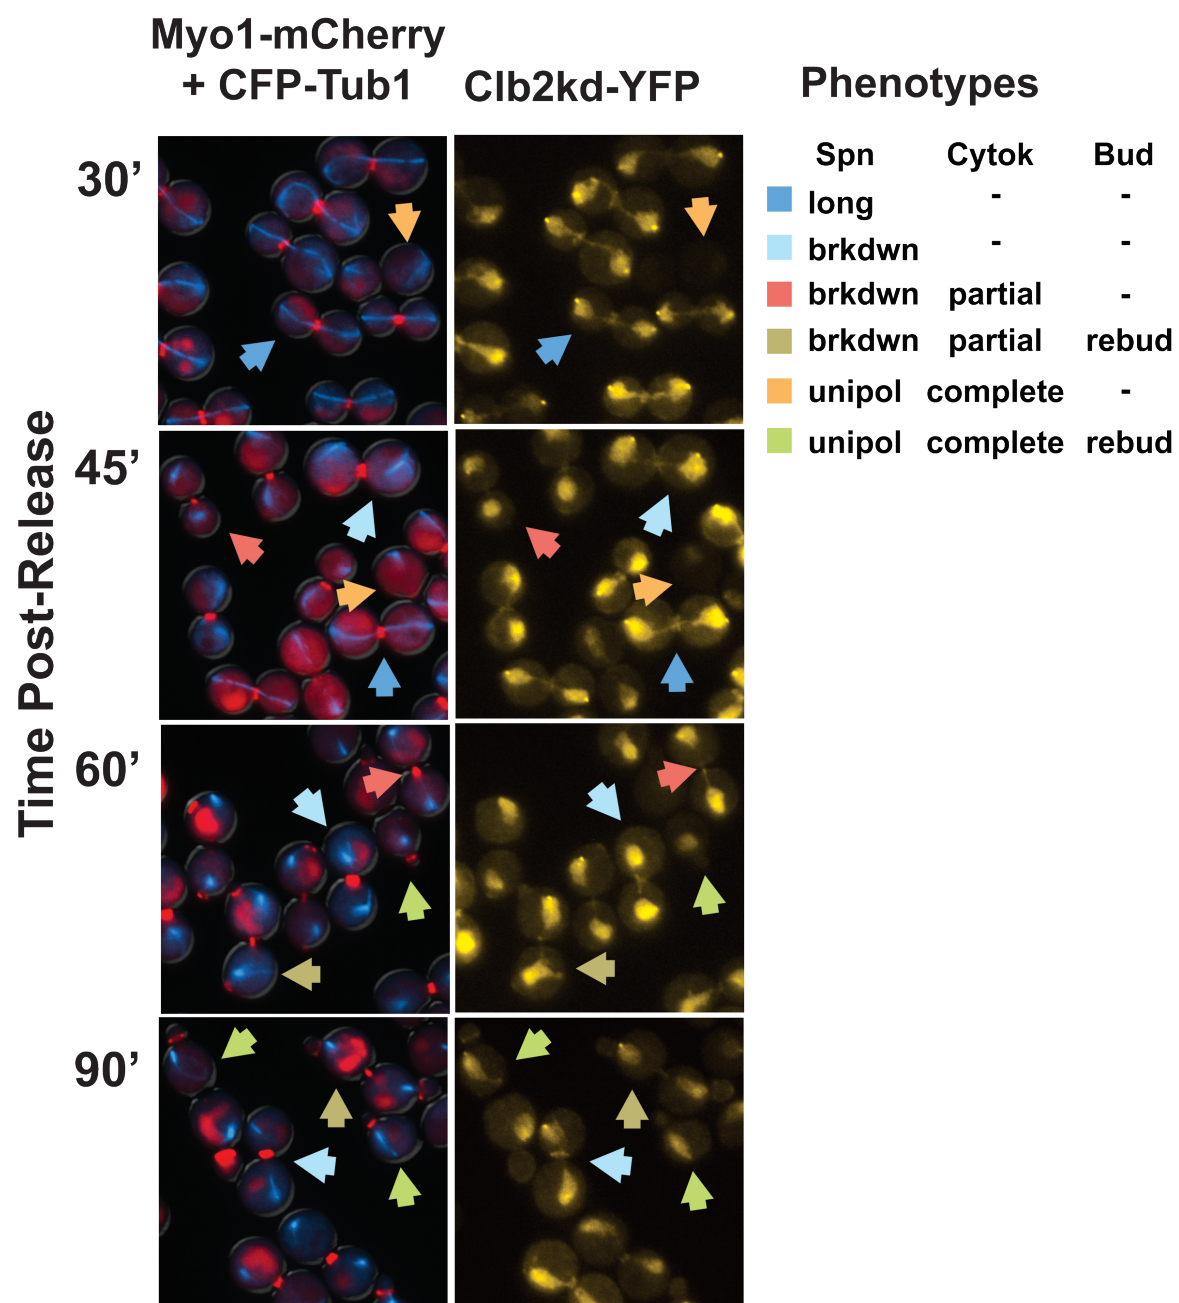 Myo1-mCherry
+ CFP-Tub1
Clb2kd-YFP
Phenotypes
Spn Cytok Bud
long - -
brkdwn - -
brkdwn partial -
brkdwn partial rebud
unipol complete -
unipol complete rebud
Time Post-Release
30’
45’
60’
90’